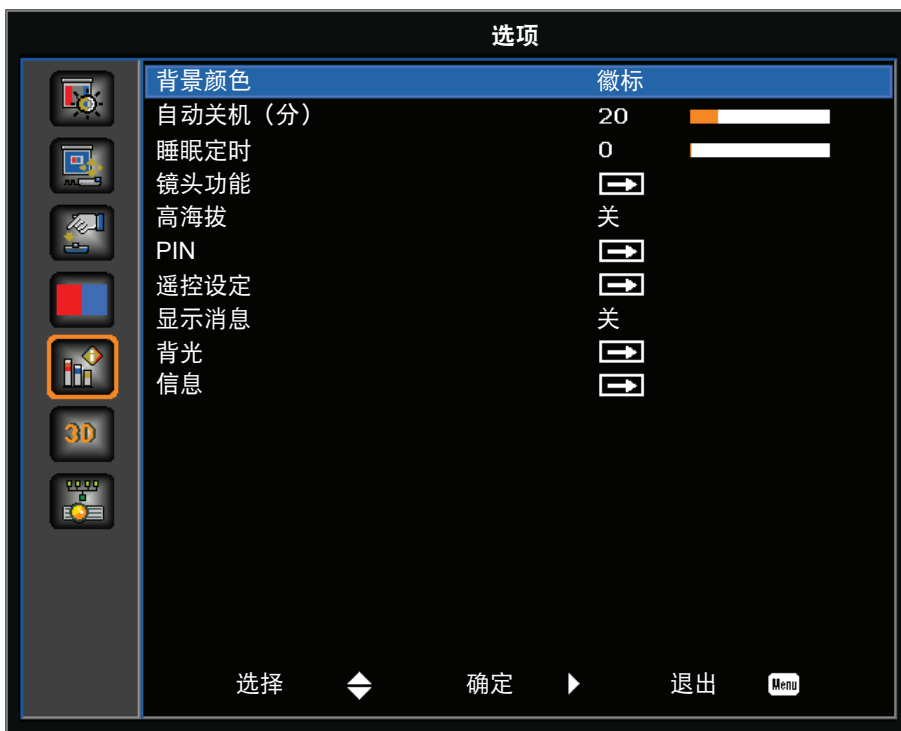 选项
背景颜色 徽标
自动关机（分） 20
睡眠定时 0
镜头功能
高海拔 关
PIN
遥控设定
显示消息 关
背光
信息
3D
选择 确定 退出 Menu